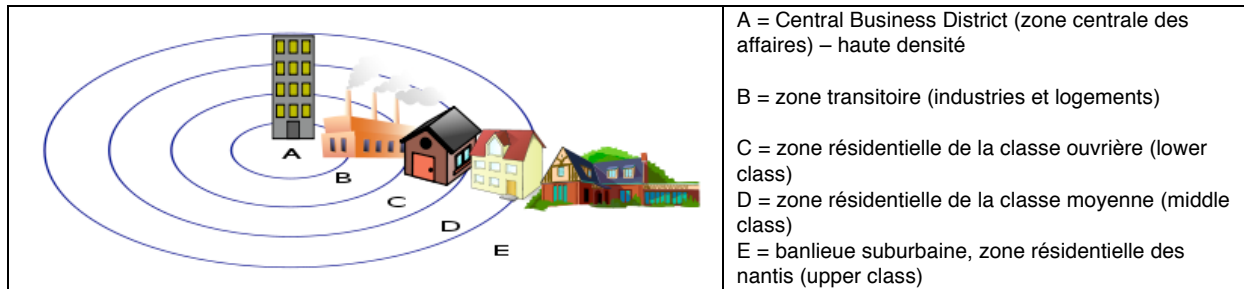 A
B
C
D
E
A = Central Business District (zone centrale des
affaires) – haute densité
B = zone transitoire (industries et logements)
C = zone résidentielle de la classe ouvrière (lower
class)
D = zone résidentielle de la classe moyenne (middle
class)
E = banlieue suburbaine, zone résidentielle des
nantis (upper class)